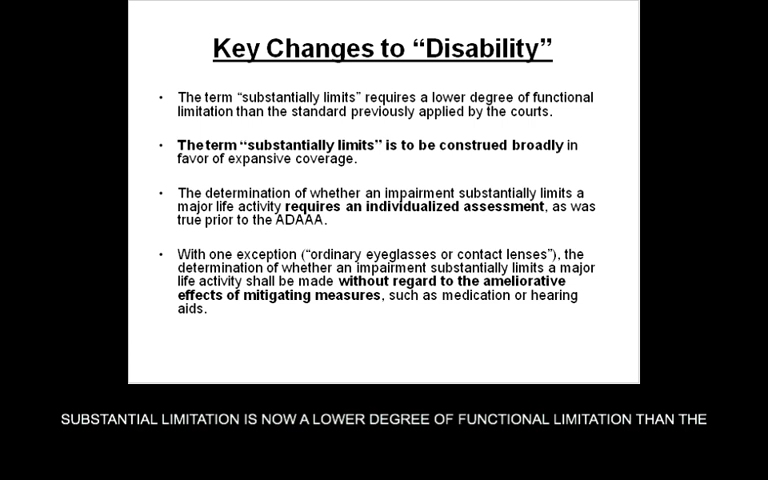 Key Changes to “Disability”
• The term “substantially limits” requires a lower degree of functional
limitation than the standard previously applied by the courts.
• The term “substantially limits” is to be construed broadly in
favor of expansive coverage.
• The determination of whether an impairment substantially limits a
major life activity requires an individualized assessment, as was
true prior to the ADAAA.
• With one exception (“ordinary eyeglasses or contact lenses”), the
determination of whether an impairment substantially limits a major
life activity shall be made without regard to the ameliorative
effects of mitigating measures, such as medication or hearing
aids.
SUBSTANTIAL LIMITATION IS NOW A LOWER DEGREE OF FUNCTIONAL LIMITATION THAN THE